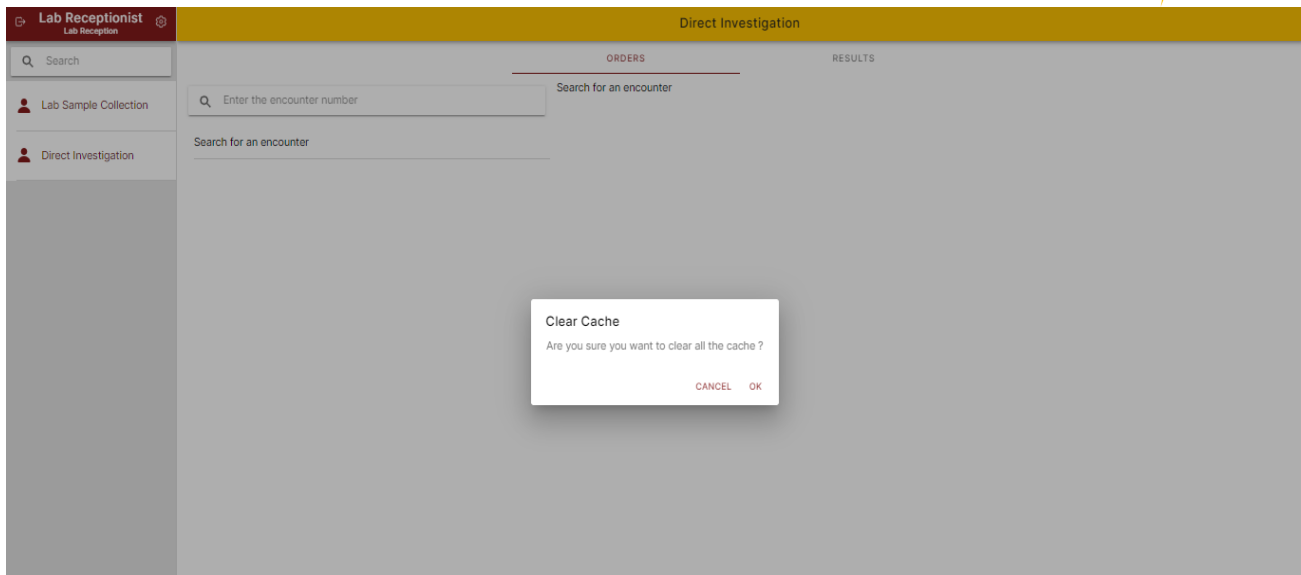 Lab Receptionist
Lab Reception
Direct Investigation
Search
ORDERS
RESULTS
Lab Sample Collection
Enter the encounter number
Search for an encounter
Search for an encounter
Direct Investigation
Clear Cache
Are you sure you want to clear all the cache ?
CANCEL OK